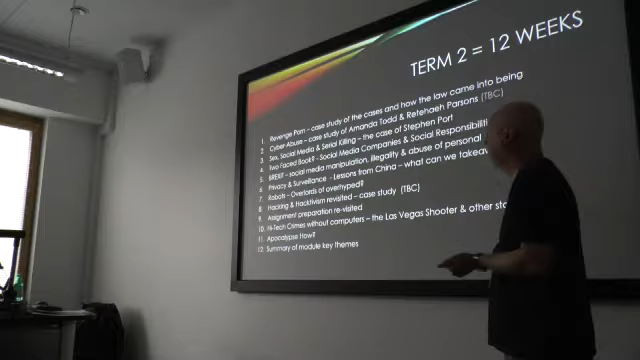 TERM 2 = 12 WEEKS
1. Revenge Porn - case study of the cases and how the law came into being
2. Cyber Abuse - case study of Amanda Todd & Retehaeh Parsons (TBC)
3. Sex, Social Media & Serial Killing - the case of Stephen Port
4. Two Faced Book? - Social Media Companies & Social
5. BREXIT - social media manipulation, illegality & abuse of personal
6. Privacy & Surveillance - Lessons from China - what can we
7. Robots - Overlords of overhyped?
8. Hacking & Hacktivism revisited - case study (TBC)
9. Assignment preparation re-visited
10. Hi-Tech Crimes without computers - the Las Vegas Shooter & other
11. Apocalypse How?
12. Summary of module key themes